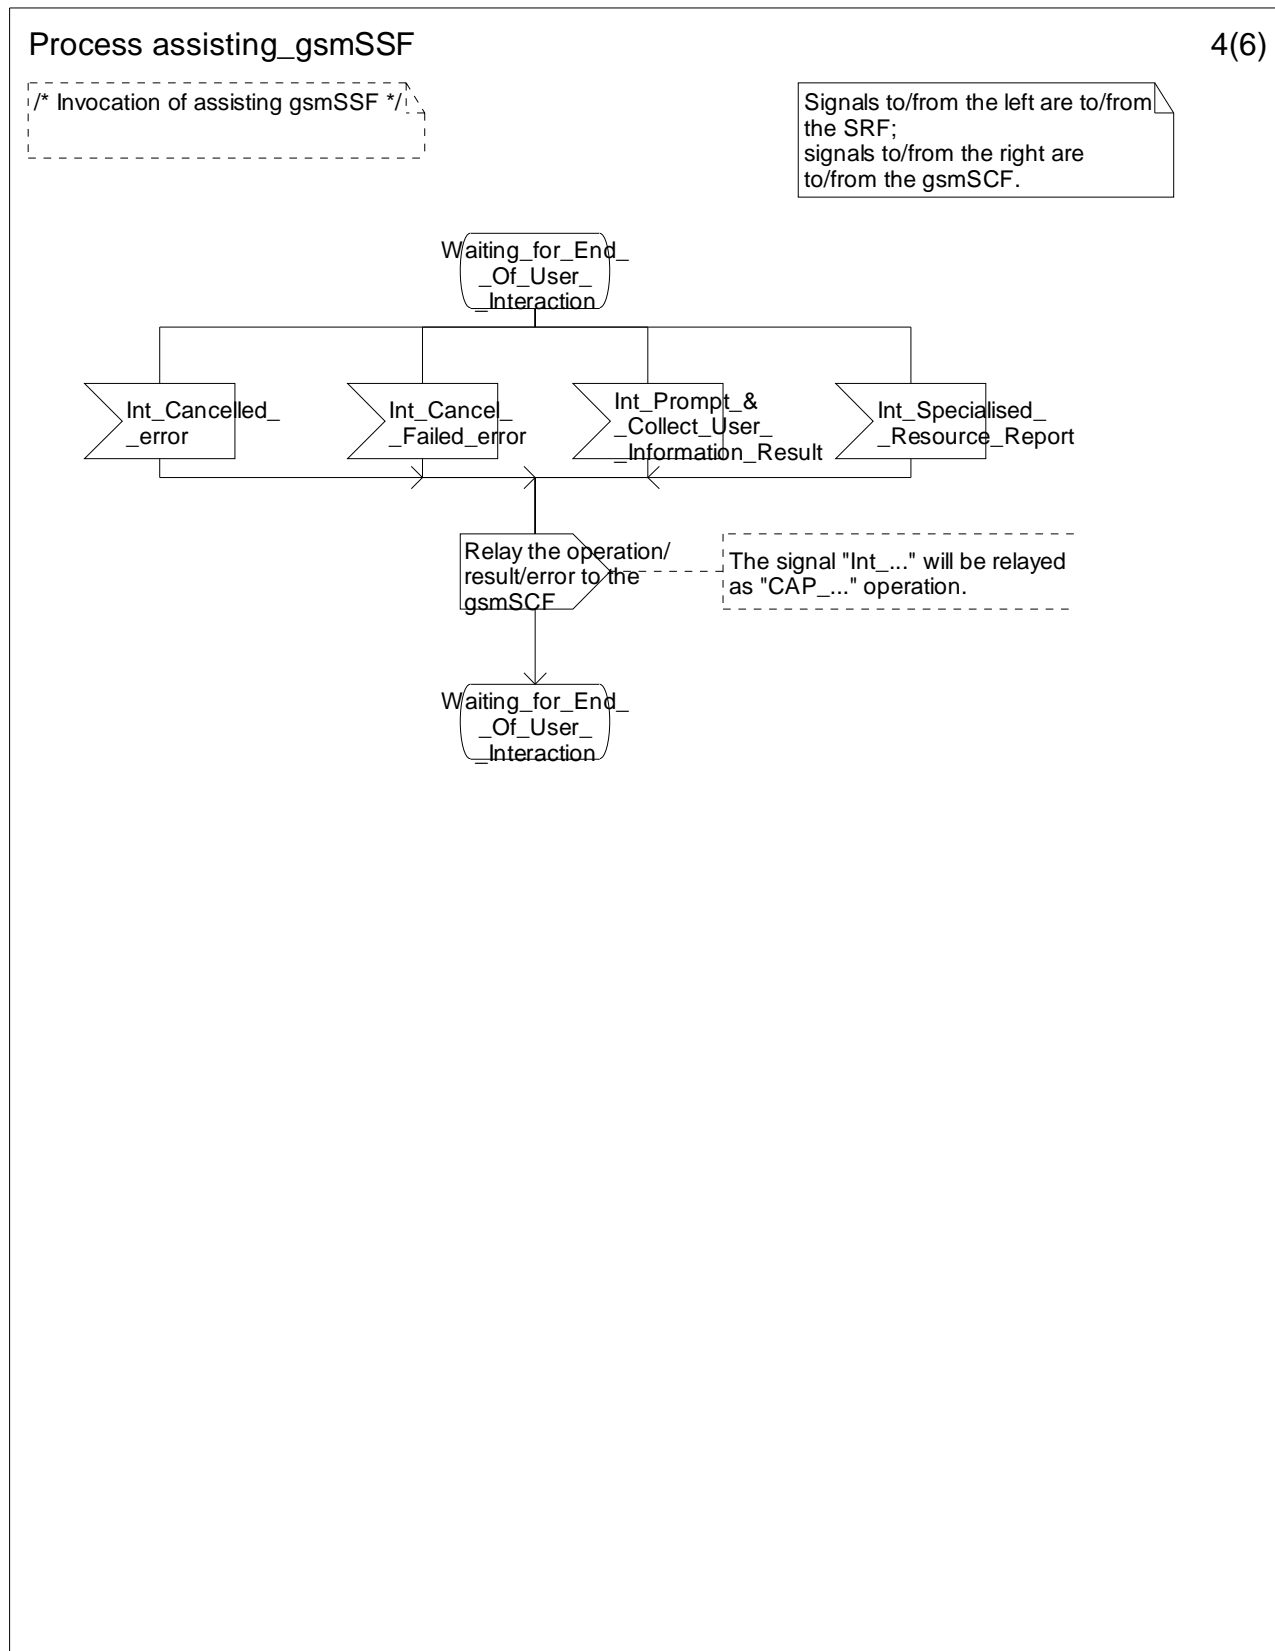 Process assisting_gsmSSF
4(6)
/* Invocation of assisting gsmSSF */
Signals to/from the left are to/from
the SRF;
signals to/from the right are
to/from the gsmSCF.
Waiting_for_End_
_Of_User_
_Interaction
Int_Cancelled_
_error
Int_Cancel_
_Failed_error
Int_Prompt_&
_Collect_User_
_Information_Result
Int_Specialised_
_Resource_Report
Relay the operation/
result/error to the
gsmSCF
The signal "Int_..." will be relayed
as "CAP_..." operation.
Waiting_for_End_
_Of_User_
_Interaction